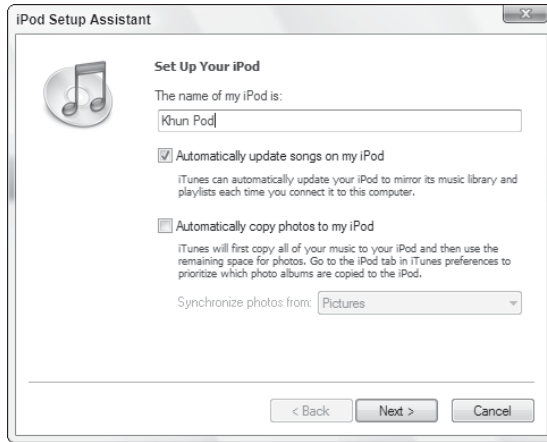 iPod Setup Assistant
Set Up Your iPod
The name of my iPod is:
Khun Pod
Automatically update songs on my iPod
iTunes can automatically update your iPod to mirror its music library and
playlists each time you connect it to this computer.
Automatically copy photos to my iPod
iTunes will first copy all of your music to your iPod and then use the
remaining space for photos. Go to the iPod tab in iTunes preferences to
prioritize which photo albums are copied to the iPod.
Synchronize photos from: Pictures
< Back Next > Cancel